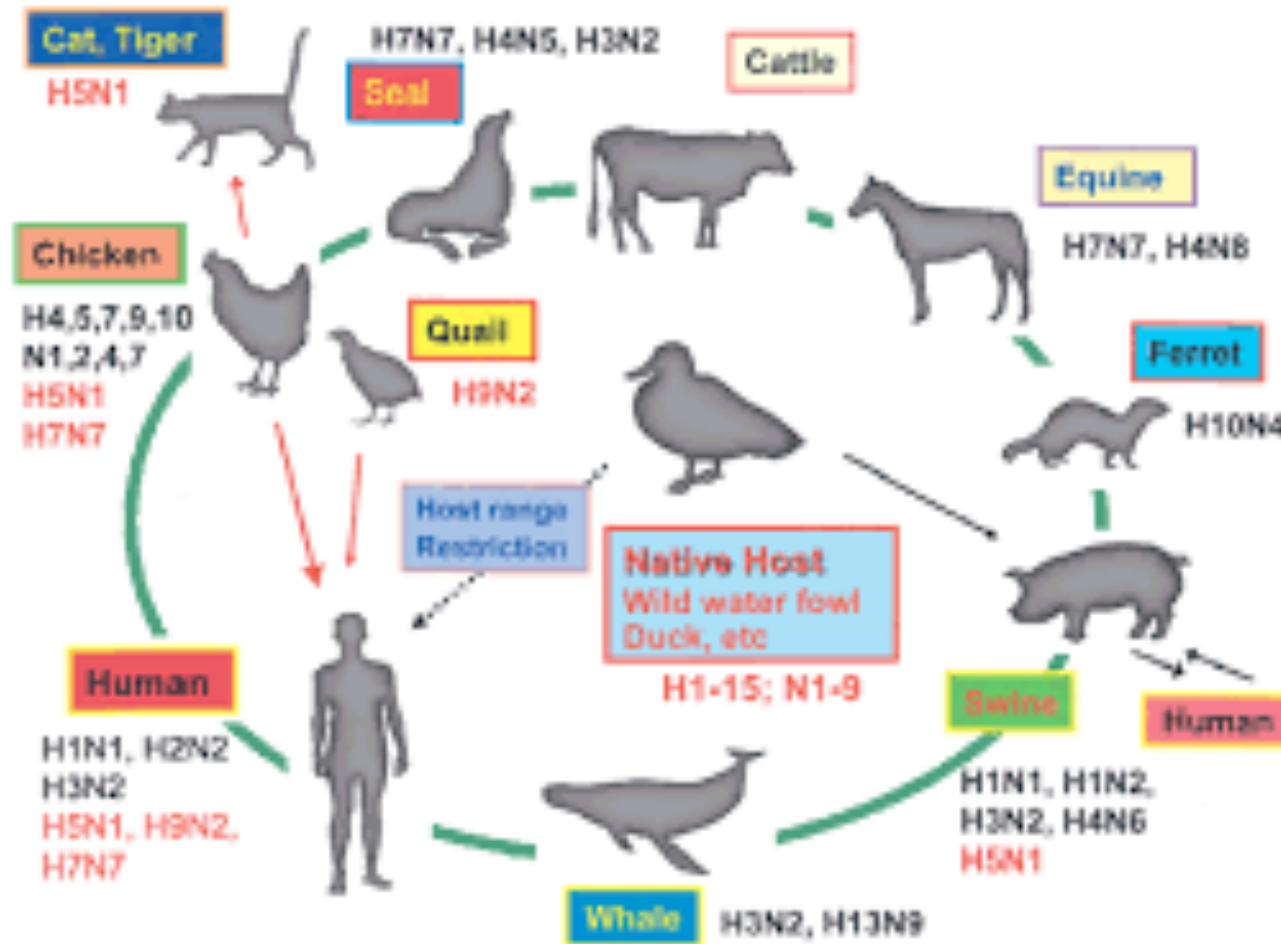 Cat, Tiger
H5N1
H7N7, H4N5, H3N2
Seal
Cattle
Equine
H7N7, H4N8
Chicken
H4,5,7,9,10
N1,2,4,7
H5N1
H7N7
Quail
H9N2
Ferret
H10N4
Host range
Restriction
Native Host
Wild water fowl
Duck, etc
H1-15; N1-9
Human
H1N1, H2N2
H3N2
H5N1, H9N2,
H7N7
Swine
Human
H1N1, H1N2,
H3N2, H4N6
H5N1
Whale
H3N2, H13N9